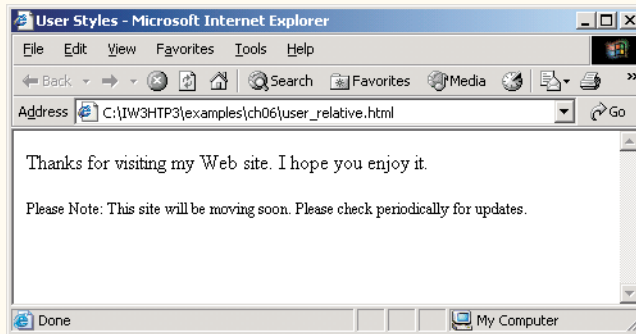 User Styles - Microsoft Internet Explorer
File Edit View Favorites Tools Help
Back Search Favorites Media »
Address C:\IW3HTP3\examples\ch06\user_relative.html Go
Thanks for visiting my Web site. I hope you enjoy it.
Please Note: This site will be moving soon. Please check periodically for updates.
Done My Computer